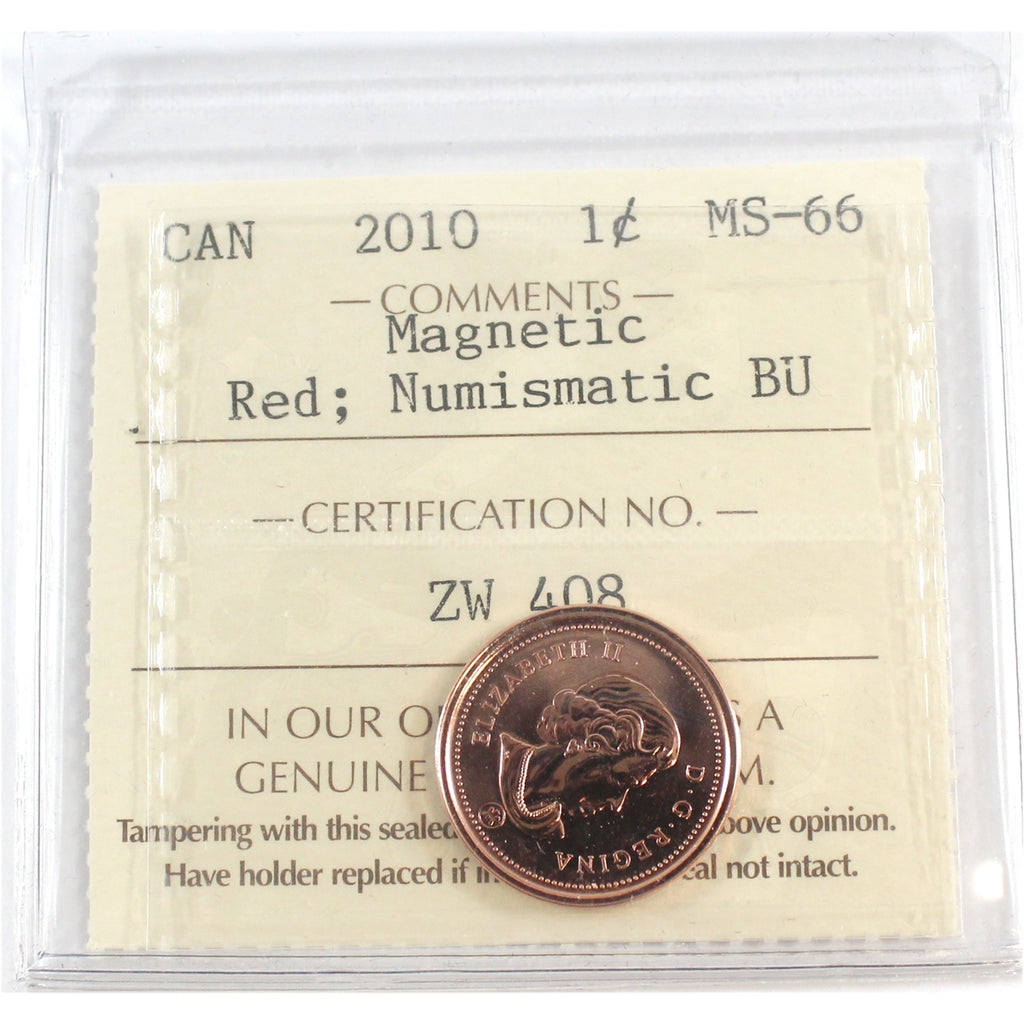 CAN 2010 1¢ MS-66
— COMMENTS —
Magnetic
Red; Numismatic BU
— CERTIFICATION NO. —
ZW 408
IN OUR A
GENUINE
Tampering with this sealed opinion.
Have holder replaced if not intact.
ELIZABETH II
D·G·REGINA